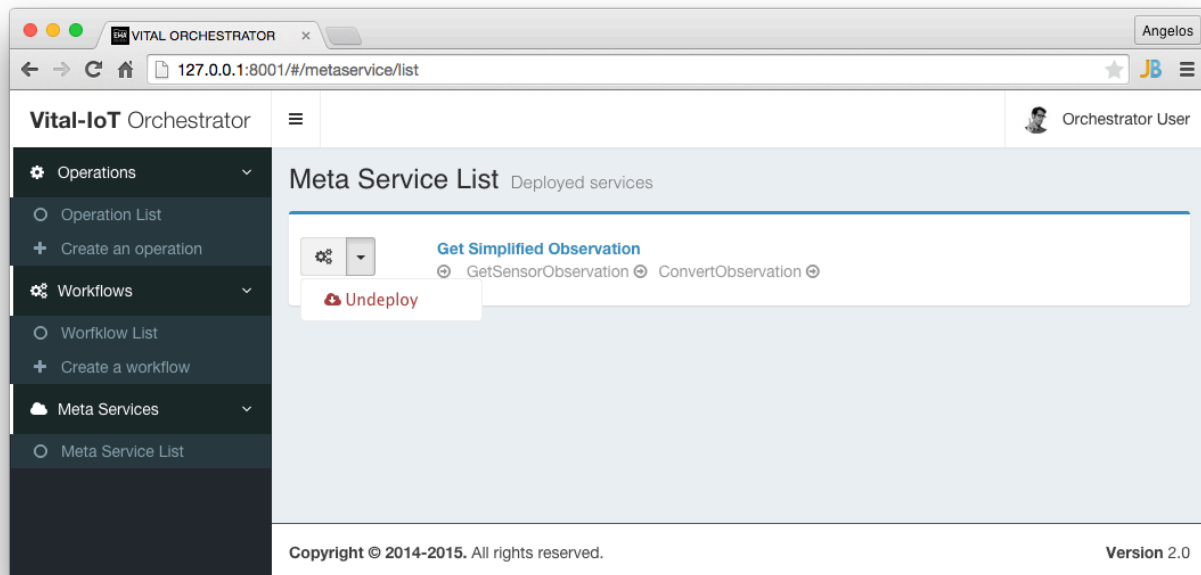 VITAL ORCHESTRATOR
Angelos
127.0.0.1:8001/#/metaservice/list
JB
Vital-IoT Orchestrator
Orchestrator User
Operations
Operation List
Create an operation
Workflows
Worfklow List
Create a workflow
Meta Services
Meta Service List
Meta Service List Deployed services
Get Simplified Observation
GetSensorObservation ConvertObservation
Undeploy
Copyright © 2014-2015. All rights reserved.
Version 2.0